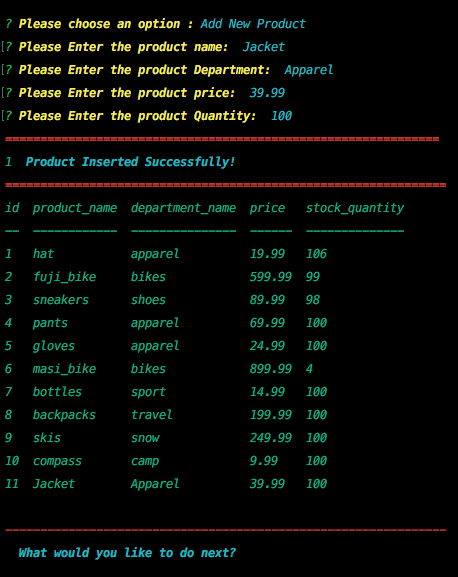 ? Please choose an option : Add New Product
[? Please Enter the product name:  Jacket
[? Please Enter the product Department:  Apparel
[? Please Enter the product price:  39.99
[? Please Enter the product Quantity:  100
==============================================================
1  Product Inserted Successfully!
===============================================================
id  product_name  department_name  price   stock_quantity
--  ------------  ---------------  ------  --------------
1   hat           apparel          19.99   106
2   fuji_bike     bikes            599.99  99
3   sneakers      shoes            89.99   98
4   pants         apparel          69.99   100
5   gloves        apparel          24.99   100
6   masi_bike     bikes            899.99  4
7   bottles       sport            14.99   100
8   backpacks     travel           199.99  100
9   skis          snow             249.99  100
10  compass       camp             9.99    100
11  Jacket        Apparel          39.99   100
---------------------------------------------------------------
What would you like to do next?